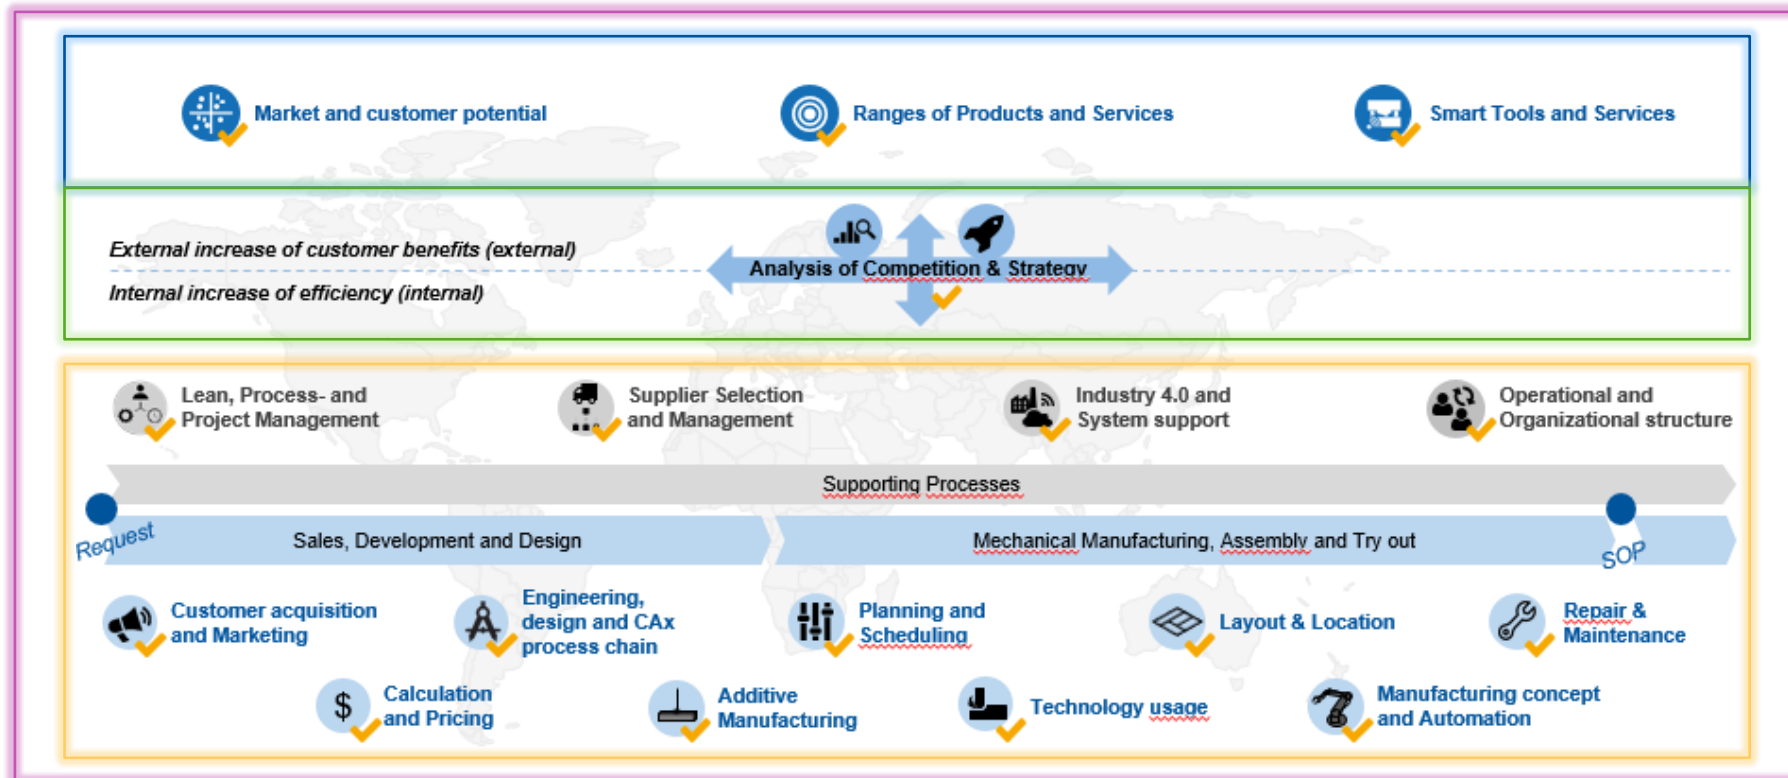 Market and customer potential
Ranges of Products and Services
Smart Tools and Services
External increase of customer benefits (external)
Analysis of Competition & Strategy
Internal increase of efficiency (internal)
Lean, Process- and
Project Management
Supplier Selection
and Management
Industry 4.0 and
System support
Operational and
Organizational structure
Supporting Processes
Request
Sales, Development and Design
Mechanical Manufacturing, Assembly and Try out
SOP
Customer acquisition
and Marketing
Engineering,
design and CAx
process chain
Planning and
Scheduling
Layout & Location
Repair &
Maintenance
$
Calculation
and Pricing
Additive
Manufacturing
Technology usage
Manufacturing concept
and Automation